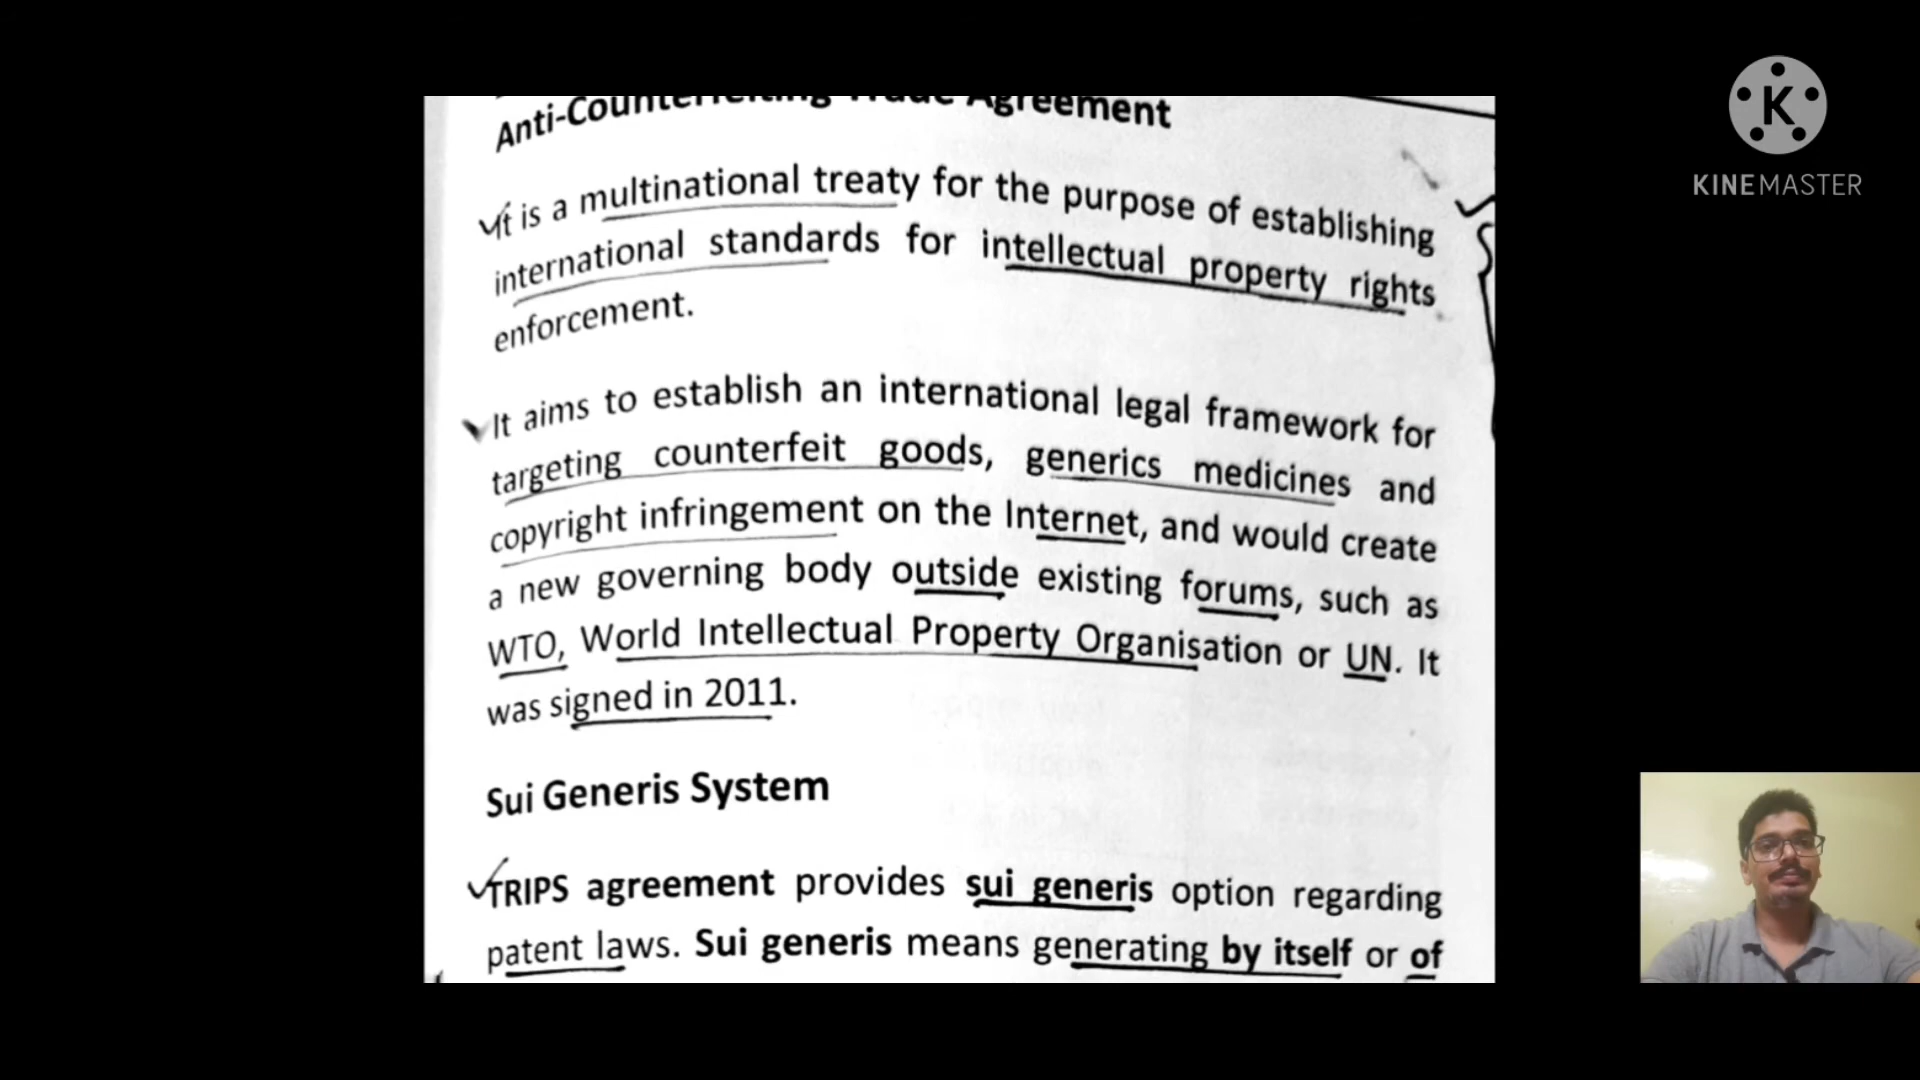 Anti-Counterfeiting Trade Agreement
It is a multinational treaty for the purpose of establishing
international standards for intellectual property rights
enforcement.
It aims to establish an international legal framework for
targeting counterfeit goods, generics medicines and
copyright infringement on the Internet, and would create
a new governing body outside existing forums, such as
WTO, World Intellectual Property Organisation or UN. It
was signed in 2011.
Sui Generis System
TRIPS agreement provides sui generis option regarding
patent laws. Sui generis means generating by itself or of
K
KINEMASTER